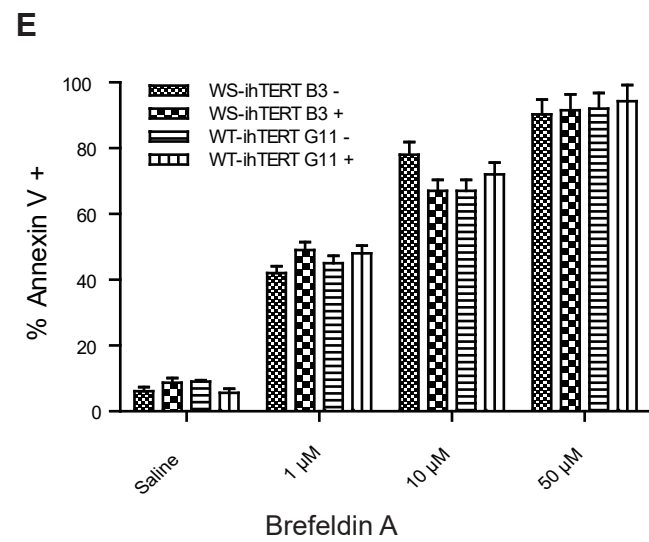 E
WS-ihTERT B3 -
WS-ihTERT B3 +
WT-ihTERT G11 -
WT-ihTERT G11 +
% Annexin V +
100
80
60
40
20
0
Saline
1 µM
10 µM
50 µM
Brefeldin A